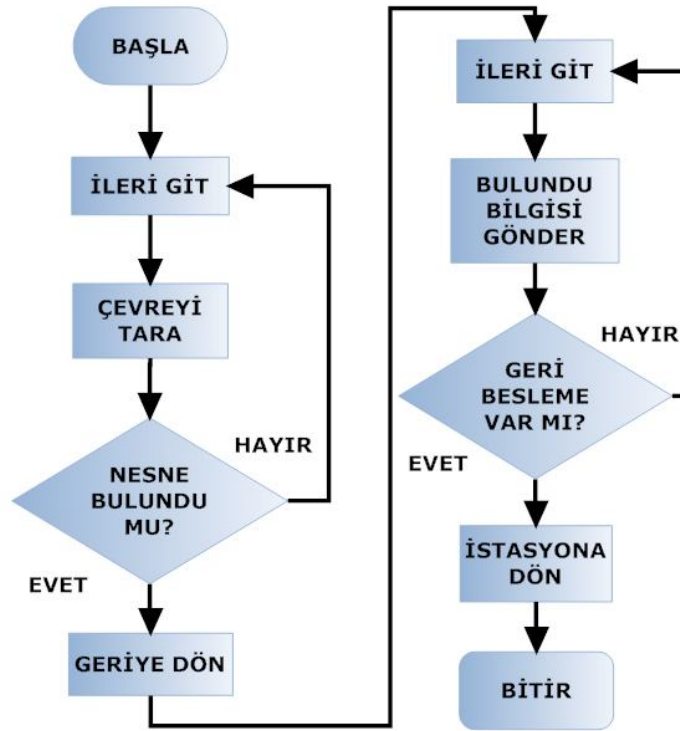 BAŞLA
İLERİ GİT
ÇEVREYİ
TARA
NESNE
BULUNDU
MU?
HAYIR
EVET
GERİYE DÖN
İLERİ GİT
BULUNDU
BİLGİSİ
GÖNDER
GERİ
BESLEME
VAR MI?
HAYIR
EVET
İSTASYONA
DÖN
BİTİR